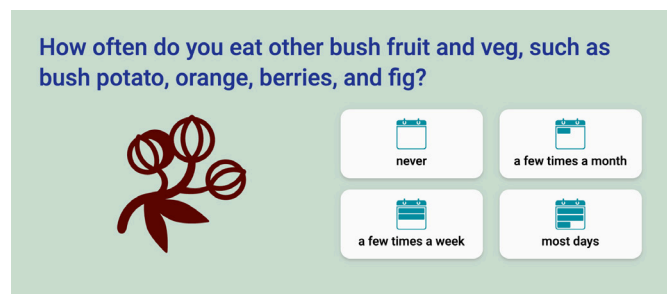 How often do you eat other bush fruit and veg, such as
bush potato, orange, berries, and fig?
never
a few times a month
a few times a week
most days